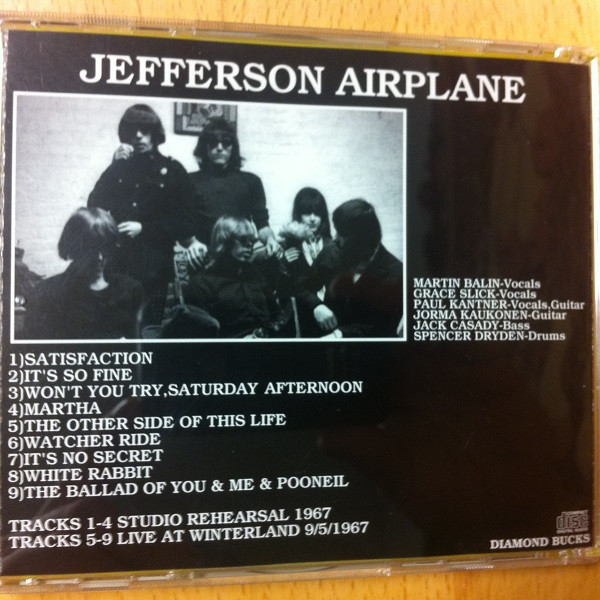 JEFFERSON AIRPLANE
MARTIN BALIN-Vocals
GRACE SLICK-Vocals
PAUL KANTNER-Vocals,Guitar
JORMA KAUKONEN-Guitar
JACK CASADY-Bass
SPENCER DRYDEN-Drums
1)SATISFACTION
2)IT'S SO FINE
3)WON'T YOU TRY,SATURDAY AFTERNOON
4)MARTHA
5)THE OTHER SIDE OF THIS LIFE
6)WATCHER RIDE
7)IT'S NO SECRET
8)WHITE RABBIT
9)THE BALLAD OF YOU & ME & POONEIL
TRACKS 1-4 STUDIO REHEARSAL 1967
TRACKS 5-9 LIVE AT WINTERLAND 9/5/1967
COMPACT
disc
DIGITAL AUDIO
DIAMOND BUCKS